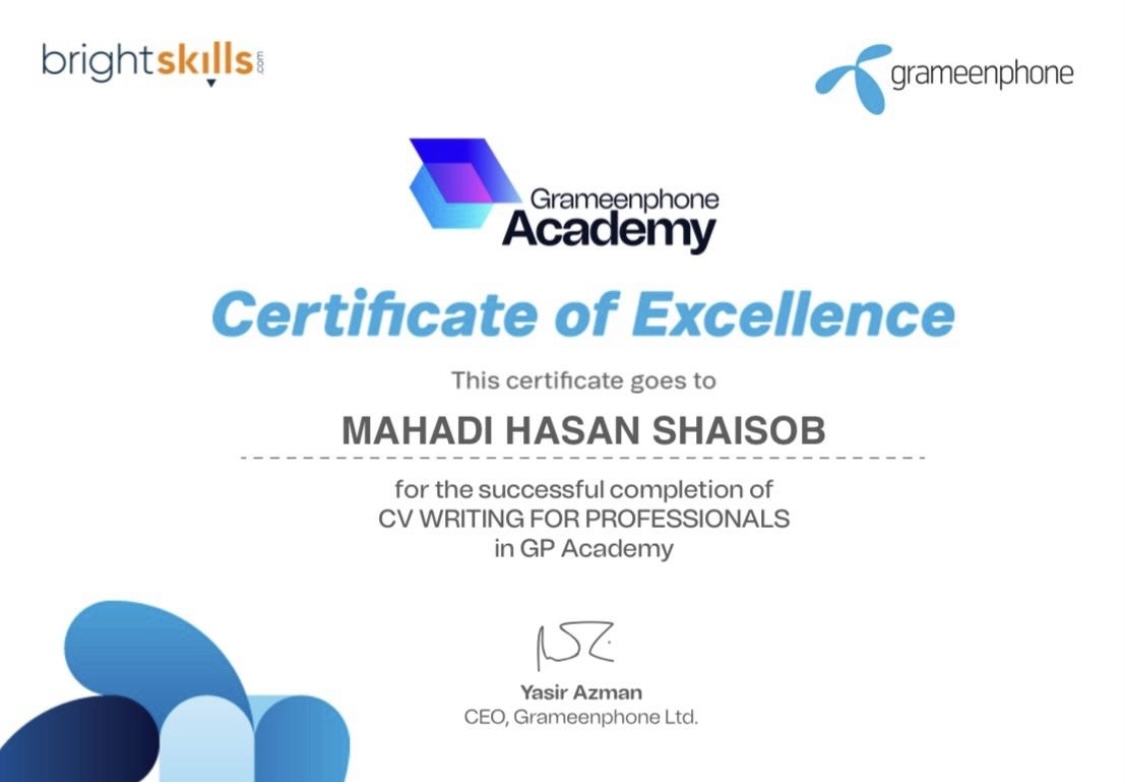 brightskills.com
grameenphone
Grameenphone
Academy
Certificate of Excellence
This certificate goes to
MAHADI HASAN SHAISOB
for the successful completion of
CV WRITING FOR PROFESSIONALS
in GP Academy
Yasir Azman
CEO, Grameenphone Ltd.